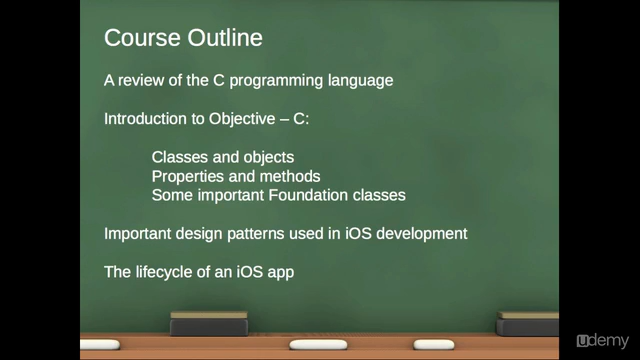 Course Outline
A review of the C programming language
Introduction to Objective – C:
Classes and objects
Properties and methods
Some important Foundation classes
Important design patterns used in iOS development
The lifecycle of an iOS app
udemy